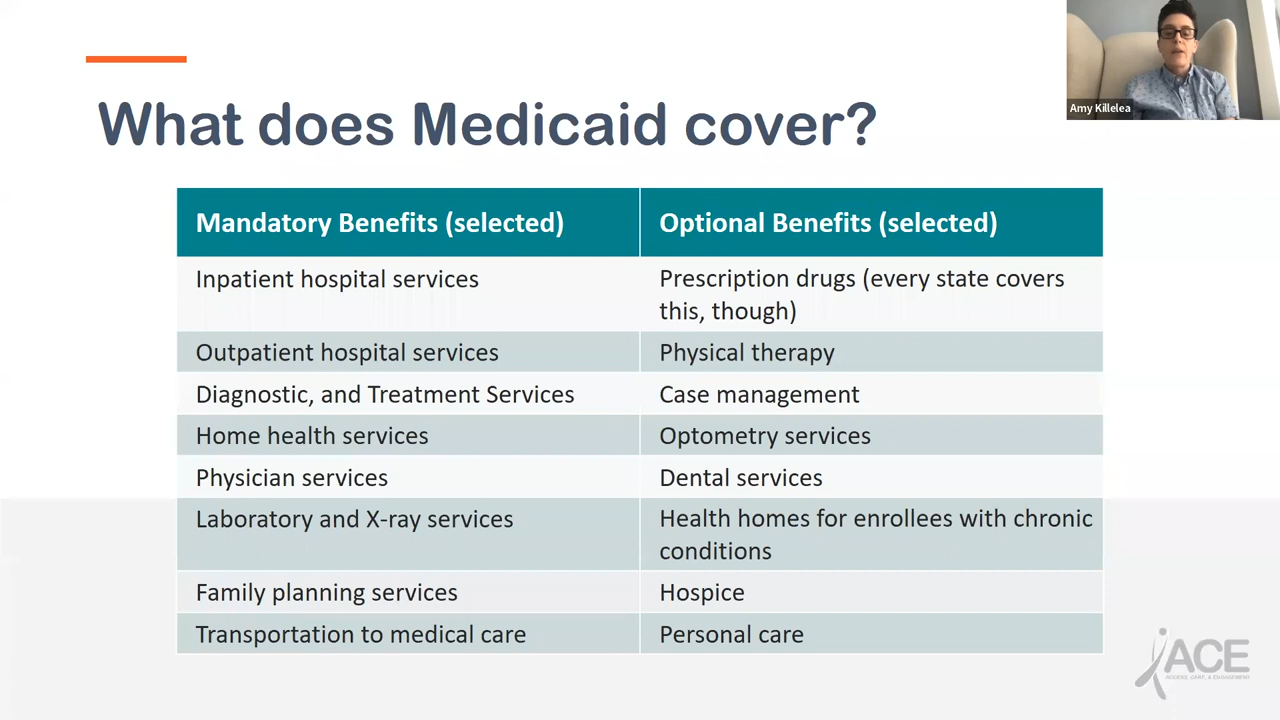 Amy Killelea
What does Medicaid cover?
Mandatory Benefits (selected)
Optional Benefits (selected)
Inpatient hospital services
Prescription drugs (every state covers
this, though)
Outpatient hospital services
Physical therapy
Diagnostic, and Treatment Services
Case management
Home health services
Optometry services
Physician services
Dental services
Laboratory and X-ray services
Health homes for enrollees with chronic
conditions
Family planning services
Hospice
Transportation to medical care
Personal care
ACE
ACCESS, CARE, & ENGAGEMENT